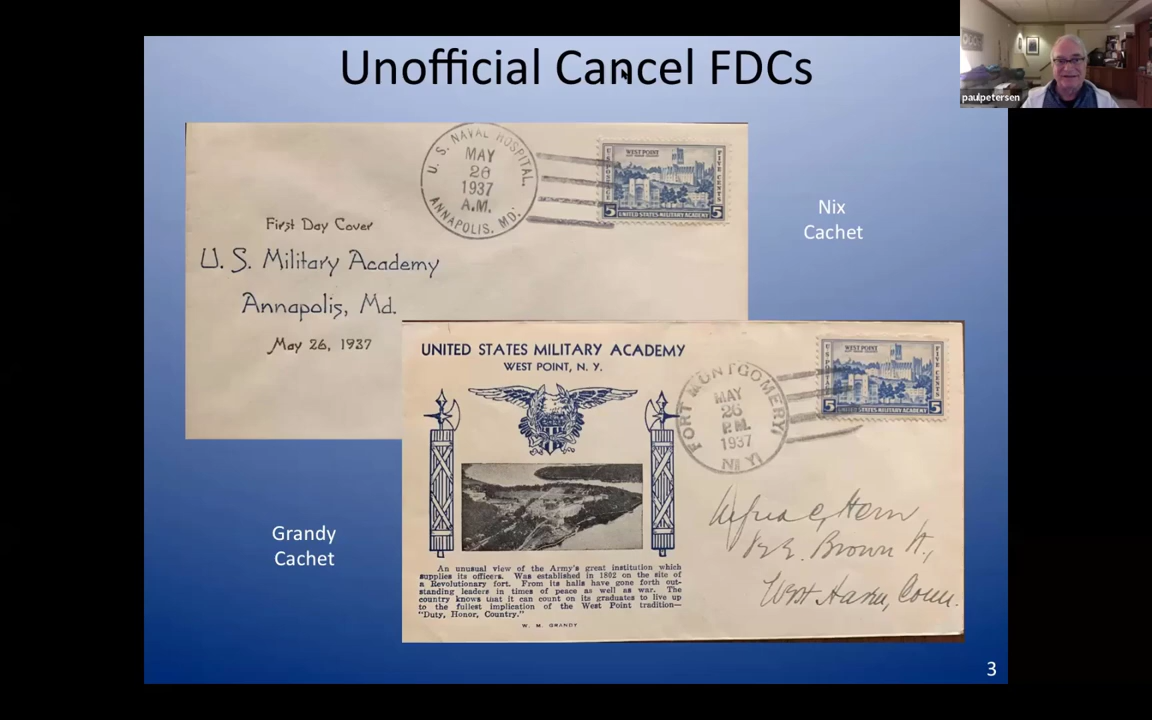 Unofficial Cancel FDCs
paulpetersen
U. S. NAVAL HOSPITAL.
MAY
26
1937
A.M.
ANNAPOLIS, MD.
U.S. POSTAGE
WEST POINT
FIVE CENTS
5 UNITED STATES MILITARY ACADEMY 5
Nix
Cachet
First Day Cover
U. S. Military Academy
Annapolis, Md.
May 26, 1937
UNITED STATES MILITARY ACADEMY
WEST POINT, N. Y.
FORT MONTGOMERY
MAY
26
P.M.
1937
N. Y.
WEST POINT
FIVE CENTS
5 UNITED STATES MILITARY ACADEMY 5
Grandy
Cachet
An unusual view of the Army's great institution which
supplies its officers. Was established in 1802 on the site of
a Revolutionary fort. From its halls have gone forth out-
standing leaders in times of peace as well as war. The
country knows that it can count on its graduates to live up
to the fullest implication of the West Point tradition—
"Duty, Honor, Country."
W. M. GRANDY
Brown St.,
West Haven, Conn.
3